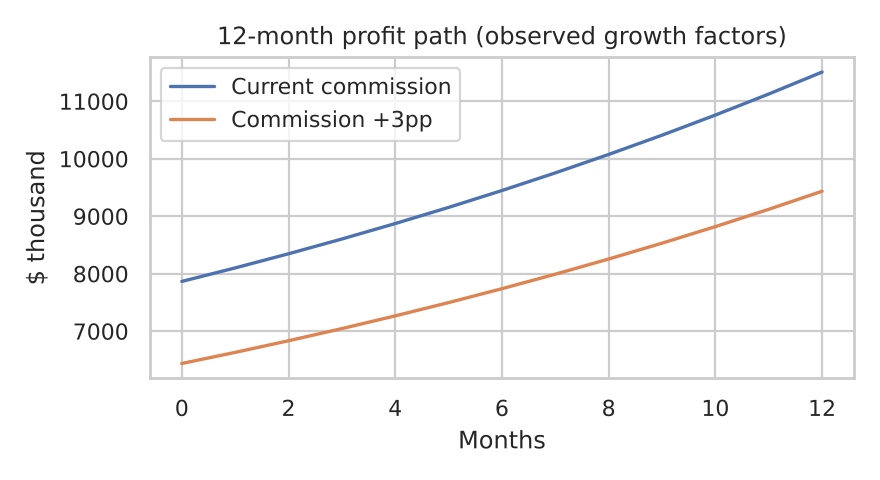 12-month profit path (observed growth factors)
Current commission
Commission +3pp
$ thousand
11000
10000
9000
8000
7000
0 2 4 6 8 10 12
Months